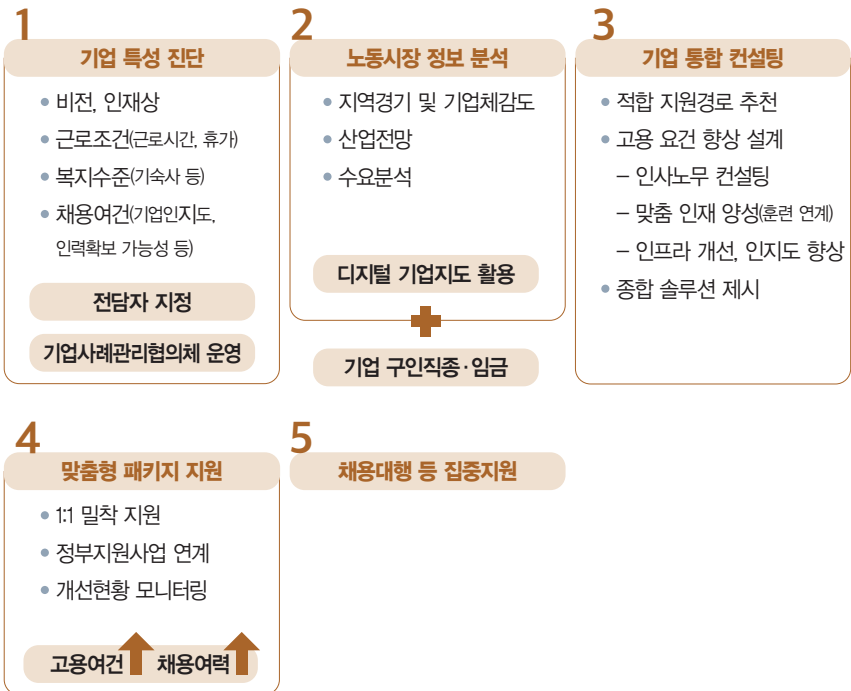 1
기업 특성 진단
• 비전, 인재상
• 근로조건(근로시간, 휴가)
• 복지수준(기숙사 등)
• 채용여건(기업인지도,
인력확보 가능성 등)
전담자 지정
기업사례관리협의체 운영
2
노동시장 정보 분석
• 지역경기 및 기업체감도
• 산업전망
• 수요분석
디지털 기업지도 활용
기업 구인직종·임금
3
기업 통합 컨설팅
• 적합 지원경로 추천
• 고용 요건 향상 설계
– 인사노무 컨설팅
– 맞춤 인재 양성(훈련 연계)
– 인프라 개선, 인지도 향상
• 종합 솔루션 제시
4
맞춤형 패키지 지원
• 1:1 밀착 지원
• 정부지원사업 연계
• 개선현황 모니터링
고용여건 채용여력
5
채용대행 등 집중지원